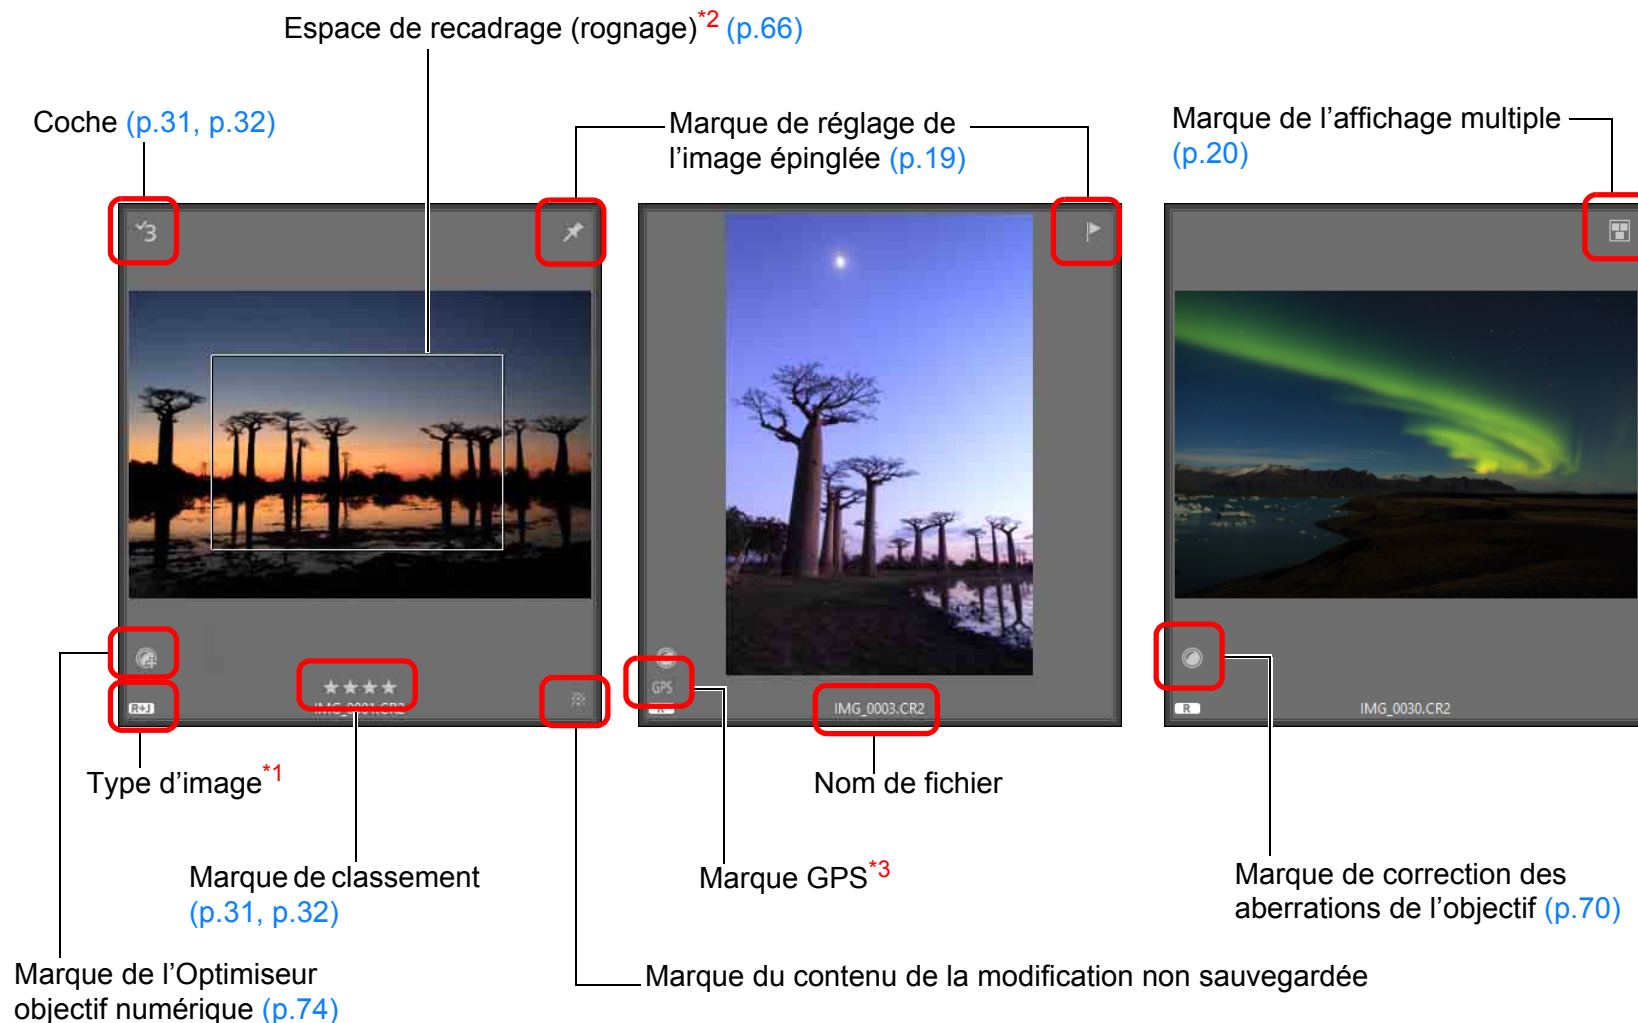 Espace de recadrage (rognage)*2 (p.66)
Coche (p.31, p.32)
Marque de réglage de
l’image épinglée (p.19)
Marque de l’affichage multiple
(p.20)
3
GPS
R+J
★★★★
IMG_0001.CR2
R
IMG_0003.CR2
R
IMG_0030.CR2
Type d’image*1
Nom de fichier
Marque de classement
(p.31, p.32)
Marque GPS*3
Marque de correction des
aberrations de l’objectif (p.70)
Marque de l’Optimiseur
objectif numérique (p.74)
Marque du contenu de la modification non sauvegardée